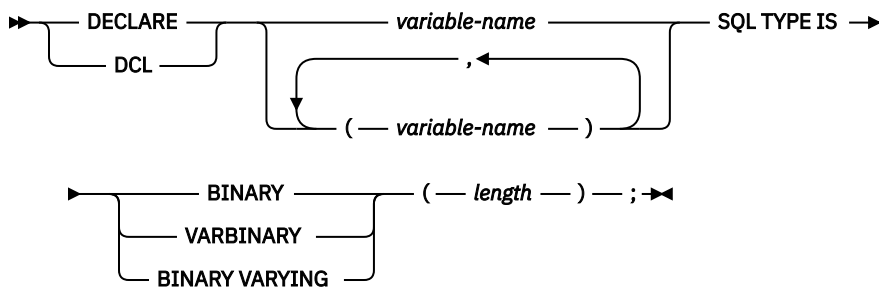 DECLARE variable-name SQL TYPE IS
DCL ,
( variable-name )
BINARY ( length ) ;
VARBINARY
BINARY VARYING